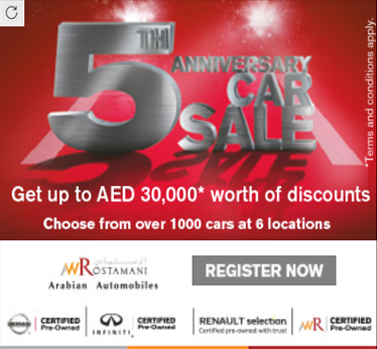 5TH
ANNIVERSARY
CAR
SALE
*Terms and conditions apply.
Get up to AED 30,000* worth of discounts
Choose from over 1000 cars at 6 locations
AWROSTAMANI
Arabian Automobiles
REGISTER NOW
NISSAN
CERTIFIED
Pre-Owned
INFINITI
CERTIFIED
Pre-Owned
RENAULT selection
Certified pre-owned with trust
AWR
CERTIFIED
Pre-Owned